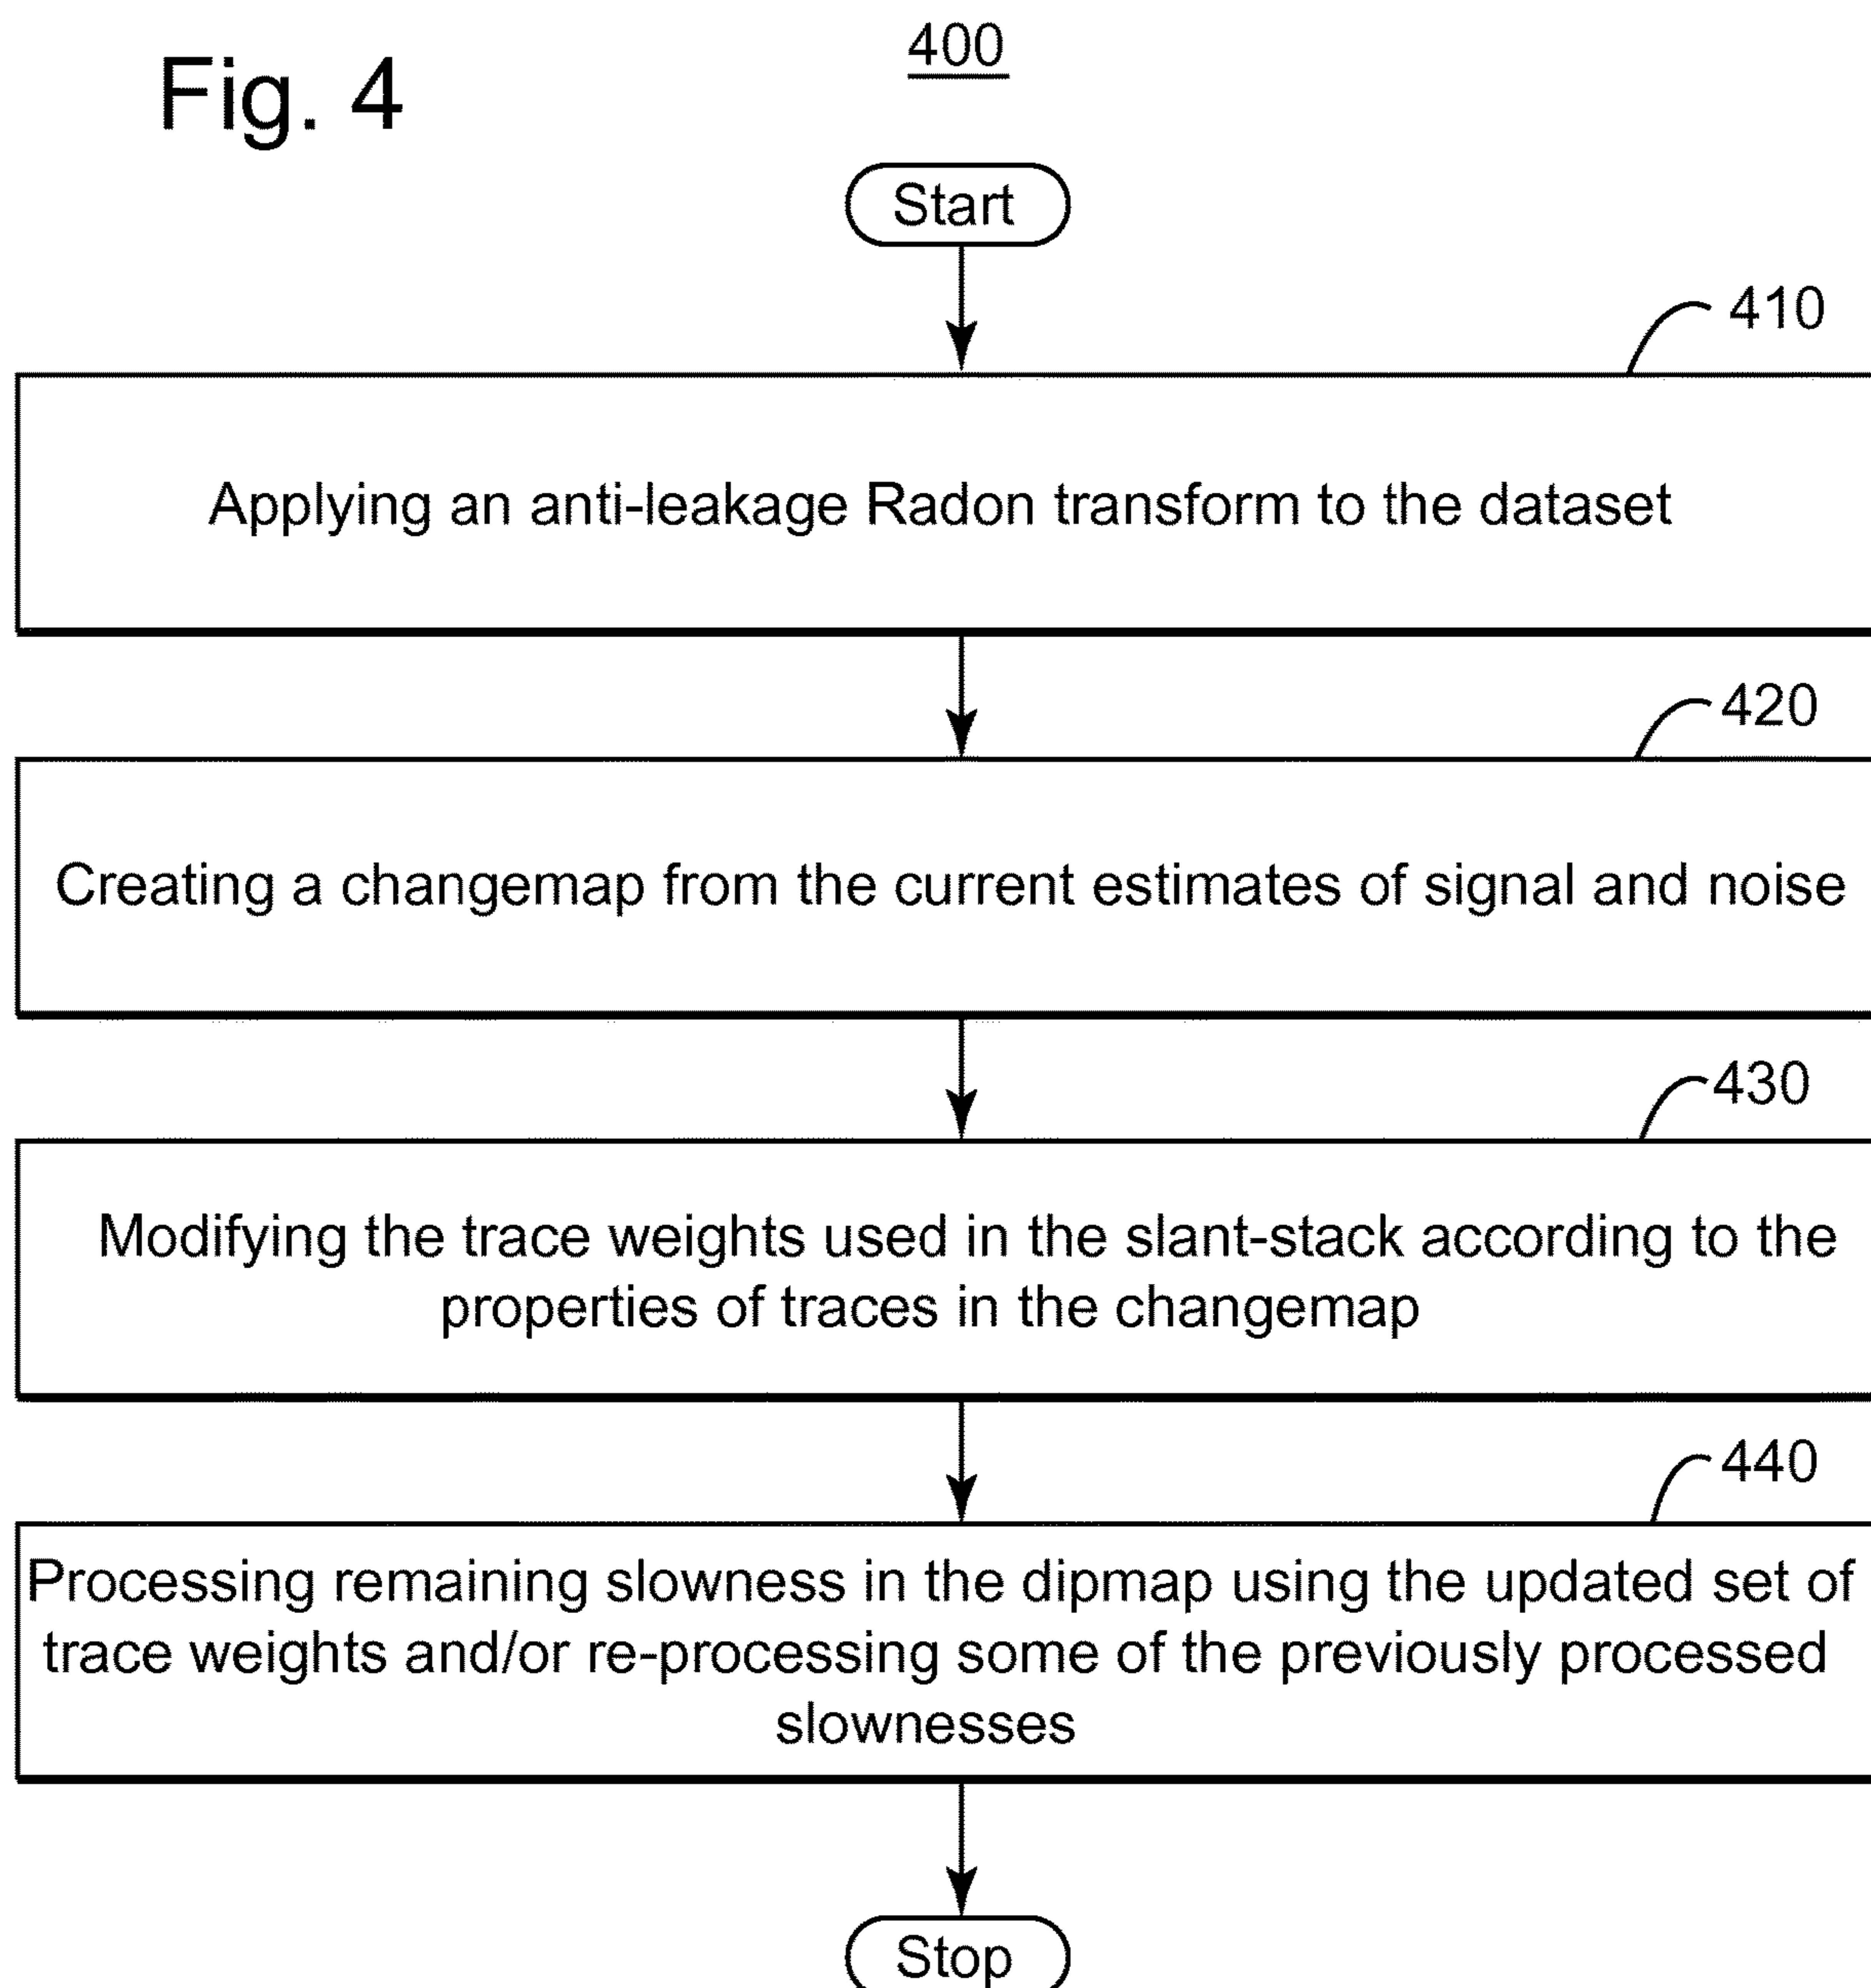 Fig. 4
400
Start
410
Applying an anti-leakage Radon transform to the dataset
420
Creating a changemap from the current estimates of signal and noise
430
Modifying the trace weights used in the slant-stack according to the
properties of traces in the changemap
440
Processing remaining slowness in the dipmap using the updated set of
trace weights and/or re-processing some of the previously processed
slownesses
Stop